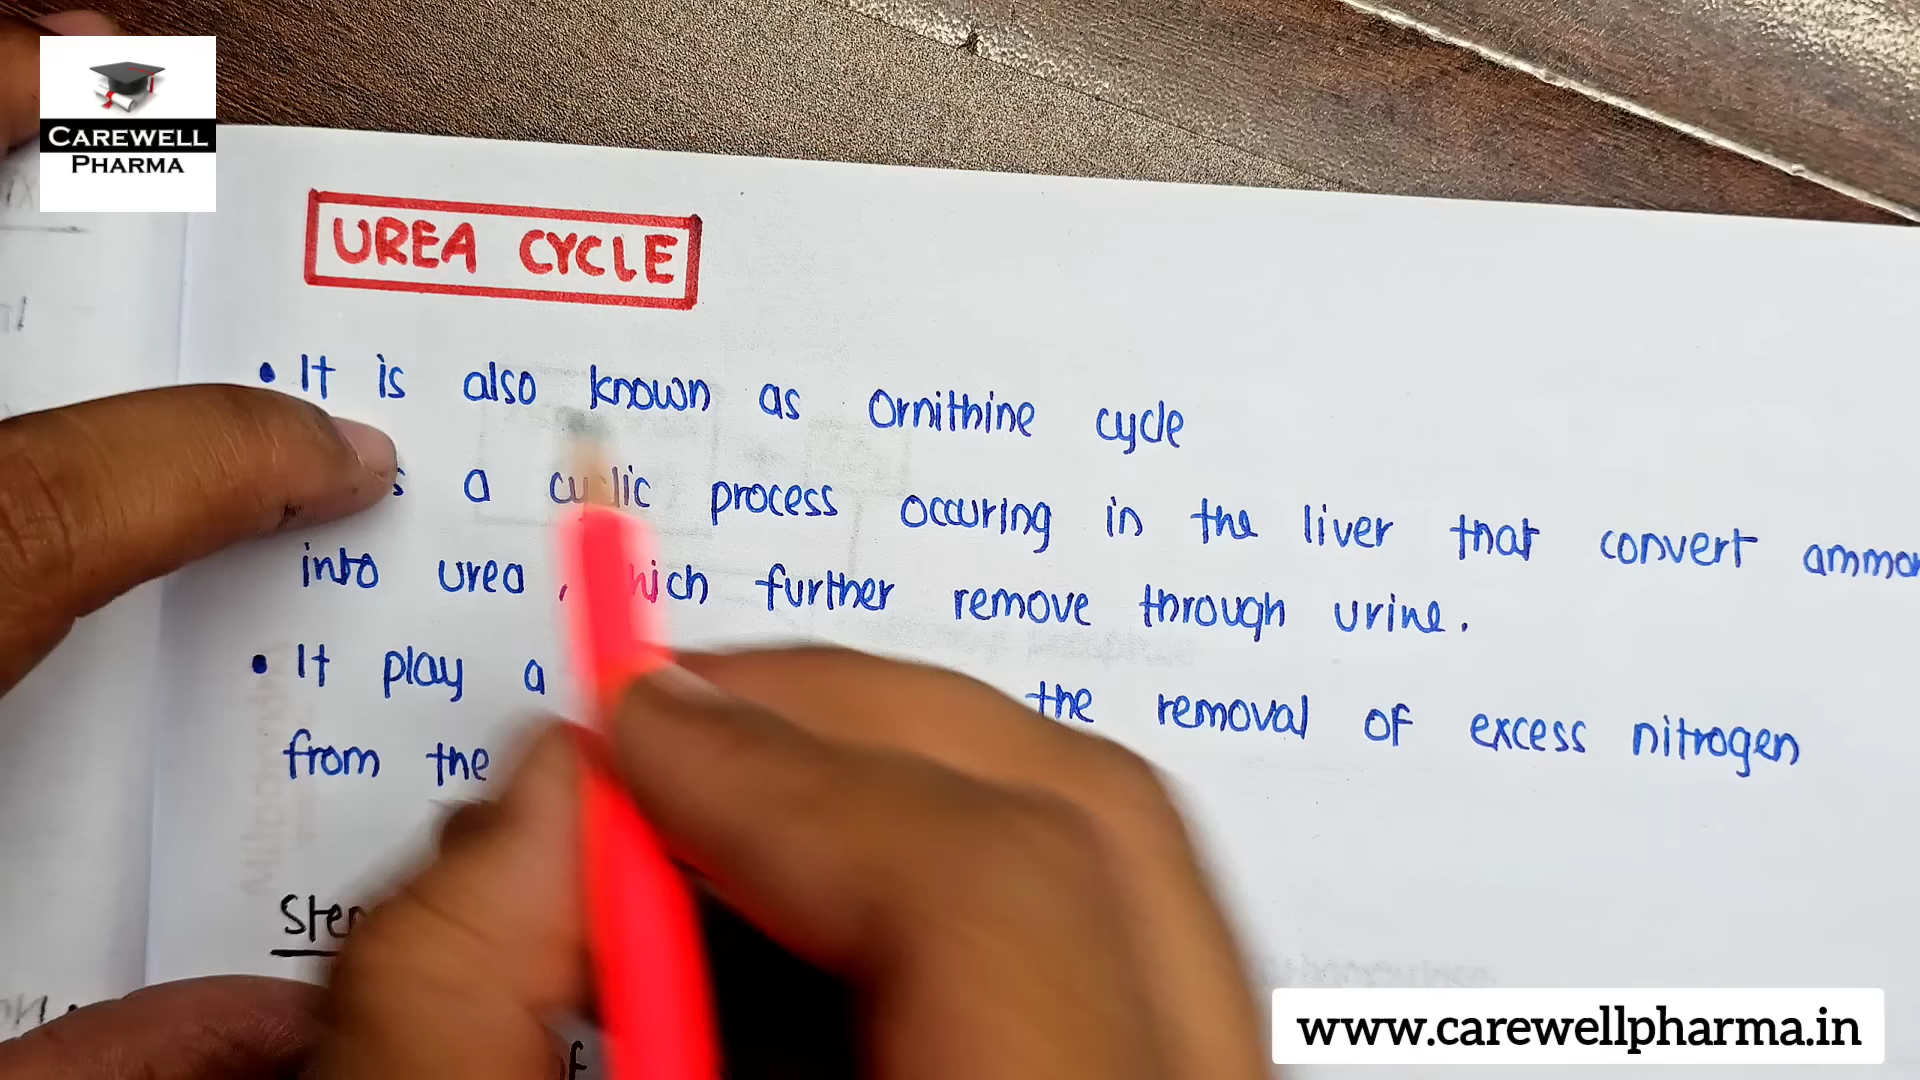 CAREWELL
PHARMA
UREA CYCLE
• It is also known as Ornithine cycle
a process occuring in the liver that convert
into urea, further remove through urine.
• It play a the removal of excess nitrogen
from the
www.carewellpharma.in